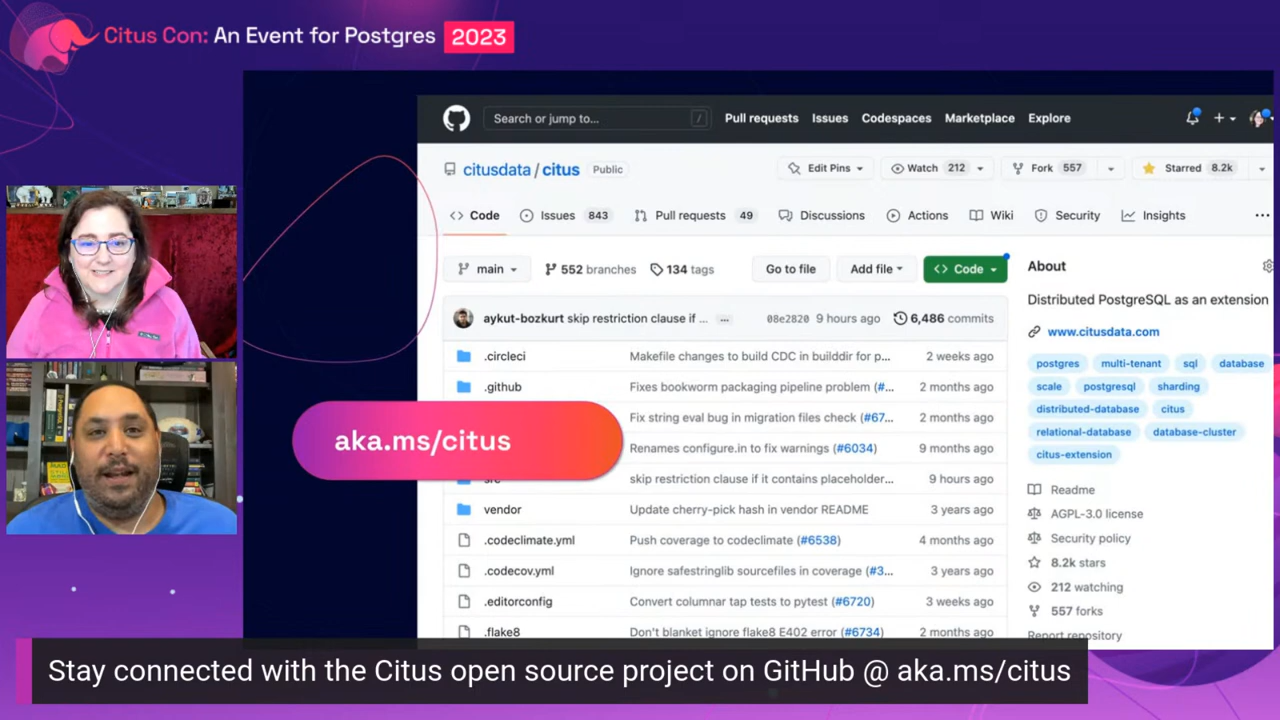 Citus Con: An Event for Postgres 2023
Search or jump to... /
Pull requests Issues Codespaces Marketplace Explore
citusdata / citus Public
Edit Pins Watch 212 Fork 557 Starred 8.2k
Code Issues 843 Pull requests 49 Discussions Actions Wiki Security Insights ...
main 552 branches 134 tags Go to file Add file Code
aykut-bozkurt skip restriction clause if ... ... 08e2820 9 hours ago 6,486 commits
.circleci Makefile changes to build CDC in builddir for p... 2 weeks ago
.github Fixes bookworm packaging pipeline problem (#... 2 months ago
Fix string eval bug in migration files check (#67... 2 months ago
Renames configure.in to fix warnings (#6034) 9 months ago
src skip restriction clause if it contains placeholder... 9 hours ago
vendor Update cherry-pick hash in vendor README 3 years ago
.codeclimate.yml Push coverage to codeclimate (#6538) 4 months ago
.codecov.yml Ignore safestringlib sourcefiles in coverage (#3... 3 years ago
.editorconfig Convert columnar tap tests to pytest (#6720) 3 weeks ago
.flake8 Don't blanket ignore flake8 E402 error (#6734) 2 months ago
aka.ms/citus
About
Distributed PostgreSQL as an extension
www.citusdata.com
postgres multi-tenant sql database
scale postgresql sharding
distributed-database citus
relational-database database-cluster
citus-extension
Readme
AGPL-3.0 license
Security policy
8.2k stars
212 watching
557 forks
Report repository
Stay connected with the Citus open source project on GitHub @ aka.ms/citus